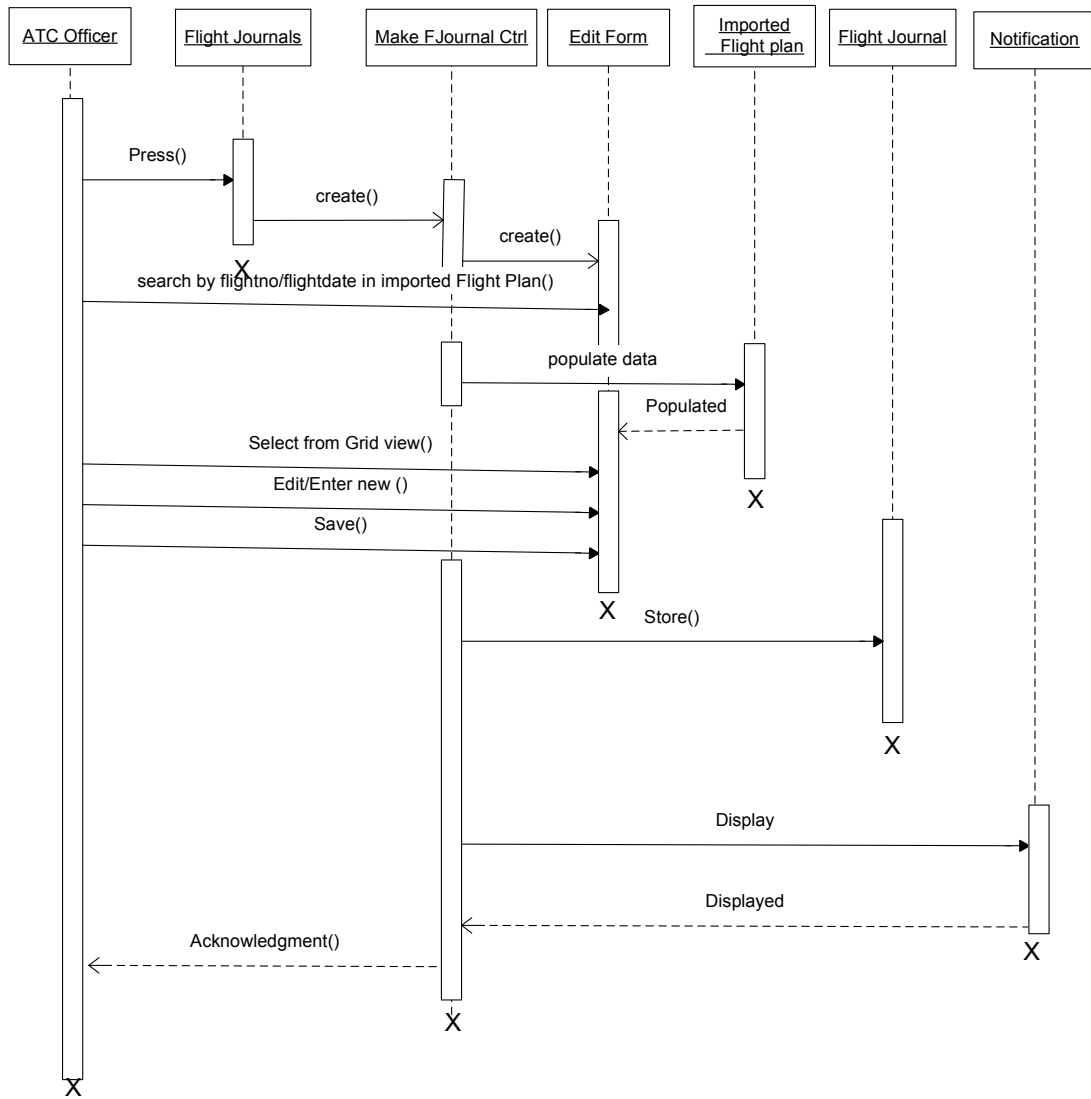 ATC Officer
Flight Journals
Make FJournal Ctrl
Edit Form
Imported
Flight plan
Flight Journal
Notification
Press()
create()
create()
X
search by flightno/flightdate in imported Flight Plan()
populate data
Populated
Select from Grid view()
Edit/Enter new ()
X
Save()
X
Store()
X
Display
Displayed
Acknowledgment()
X
X
X